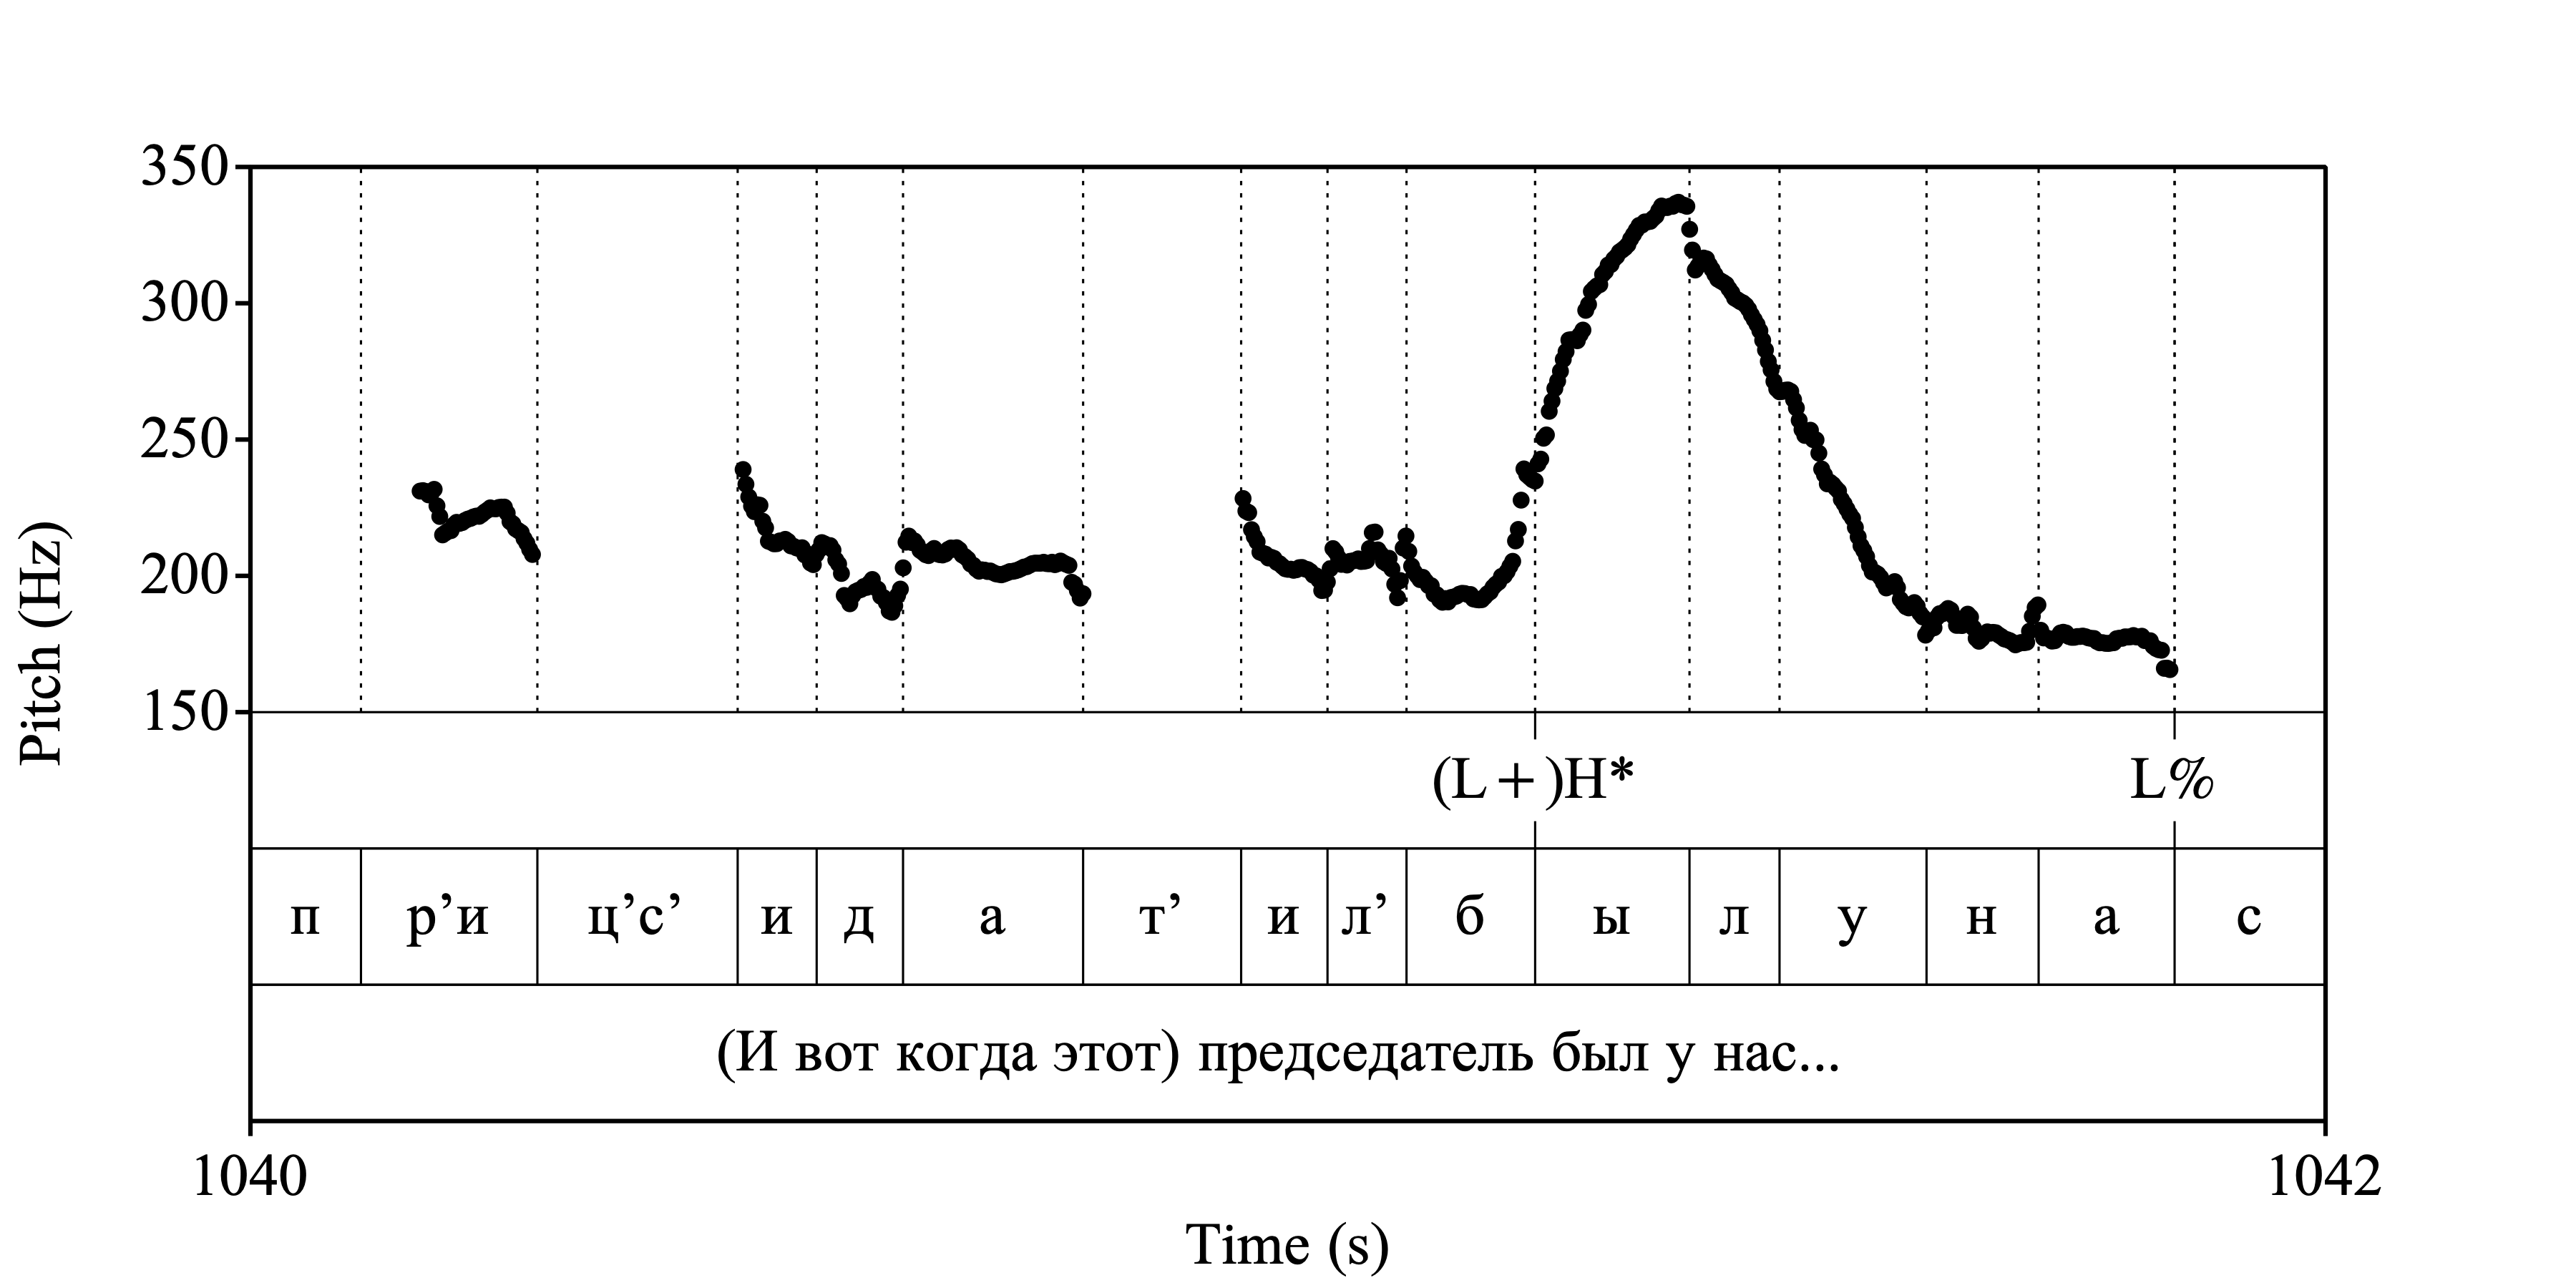 350
300
250
200
150
Pitch (Hz)
(L+)H* L%
п р’и ц’с’ и д а т’ и л’ б ы л у н а с
(И вот когда этот) председатель был у нас...
1040 1042
Time (s)